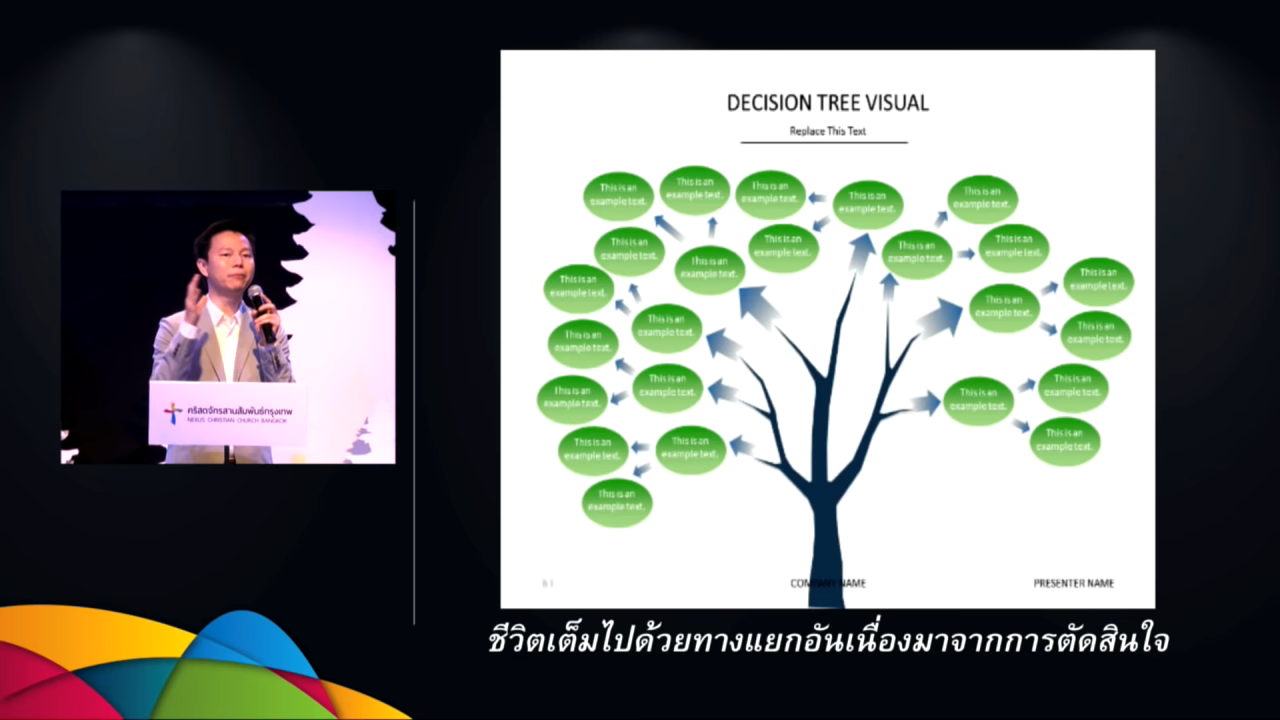 คริสตจักรสานสัมพันธ์กรุงเทพ
NEXUS CHRISTIAN CHURCH BANGKOK
DECISION TREE VISUAL
Replace This Text
This is an
example text.
This is an
example text.
This is an
example text.
This is an
example text.
This is an
example text.
This is an
example text.
This is an
example text.
This is an
example text.
This is an
example text.
This is an
example text.
This is an
example text.
This is an
example text.
This is an
example text.
This is an
example text.
This is an
example text.
This is an
example text.
This is an
example text.
This is an
example text.
This is an
example text.
This is an
example text.
This is an
example text.
This is an
example text.
This is an
example text.
This is an
example text.
COMPANY NAME
PRESENTER NAME
ชีวิตเต็มไปด้วยทางแยกอันเนื่องมาจากการตัดสินใจ